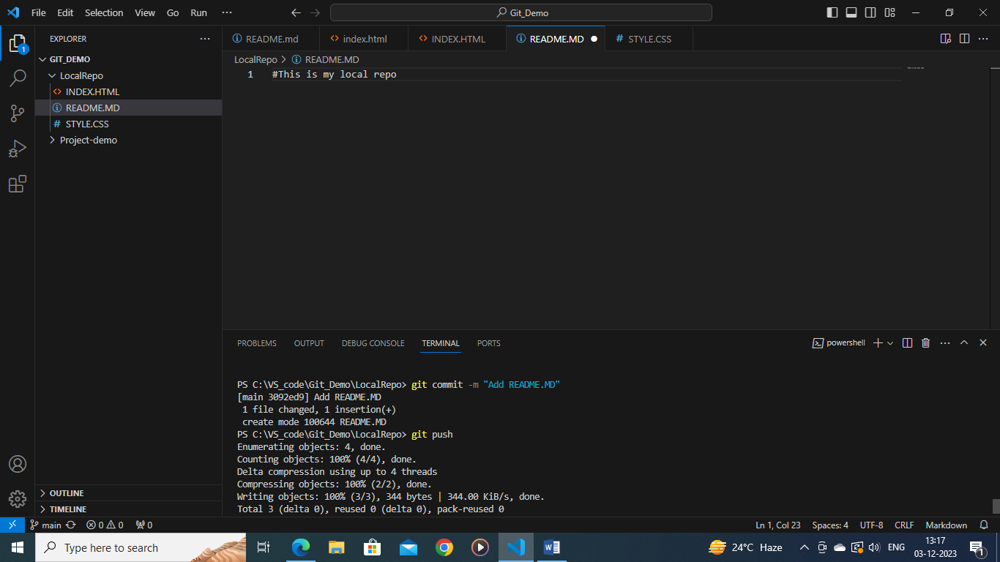 File Edit Selection View Go Run ···
Git_Demo
EXPLORER ···
README.md index.html INDEX.HTML README.MD STYLE.CSS
GIT_DEMO
LocalRepo
INDEX.HTML
README.MD
STYLE.CSS
Project-demo
LocalRepo > README.MD
1 #This is my local repo
PROBLEMS OUTPUT DEBUG CONSOLE TERMINAL PORTS
powershell
PS C:\VS_code\Git_Demo\LocalRepo> git commit -m "Add README.MD"
[main 3092ed9] Add README.MD
1 file changed, 1 insertion(+)
create mode 100644 README.MD
PS C:\VS_code\Git_Demo\LocalRepo> git push
Enumerating objects: 4, done.
Counting objects: 100% (4/4), done.
Delta compression using up to 4 threads
Compressing objects: 100% (2/2), done.
Writing objects: 100% (3/3), 344 bytes | 344.00 KiB/s, done.
Total 3 (delta 0), reused 0 (delta 0), pack-reused 0
1
OUTLINE
TIMELINE
main 0 0 0
Ln 1, Col 23 Spaces: 4 UTF-8 CRLF Markdown
Type here to search
24°C Haze
ENG
13:17
03-12-2023
1